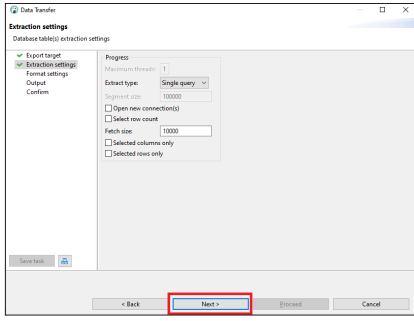 Data Transfer
Extraction settings
Database table(s) extraction settings
Export target
Extraction settings
Format settings
Output
Confirm
Progress
Maximum threads: 1
Extract type: Single query
Segment size: 100000
Open new connection(s)
Select row count
Fetch size: 10000
Selected columns only
Selected rows only
Save task
< Back
Next >
Proceed
Cancel